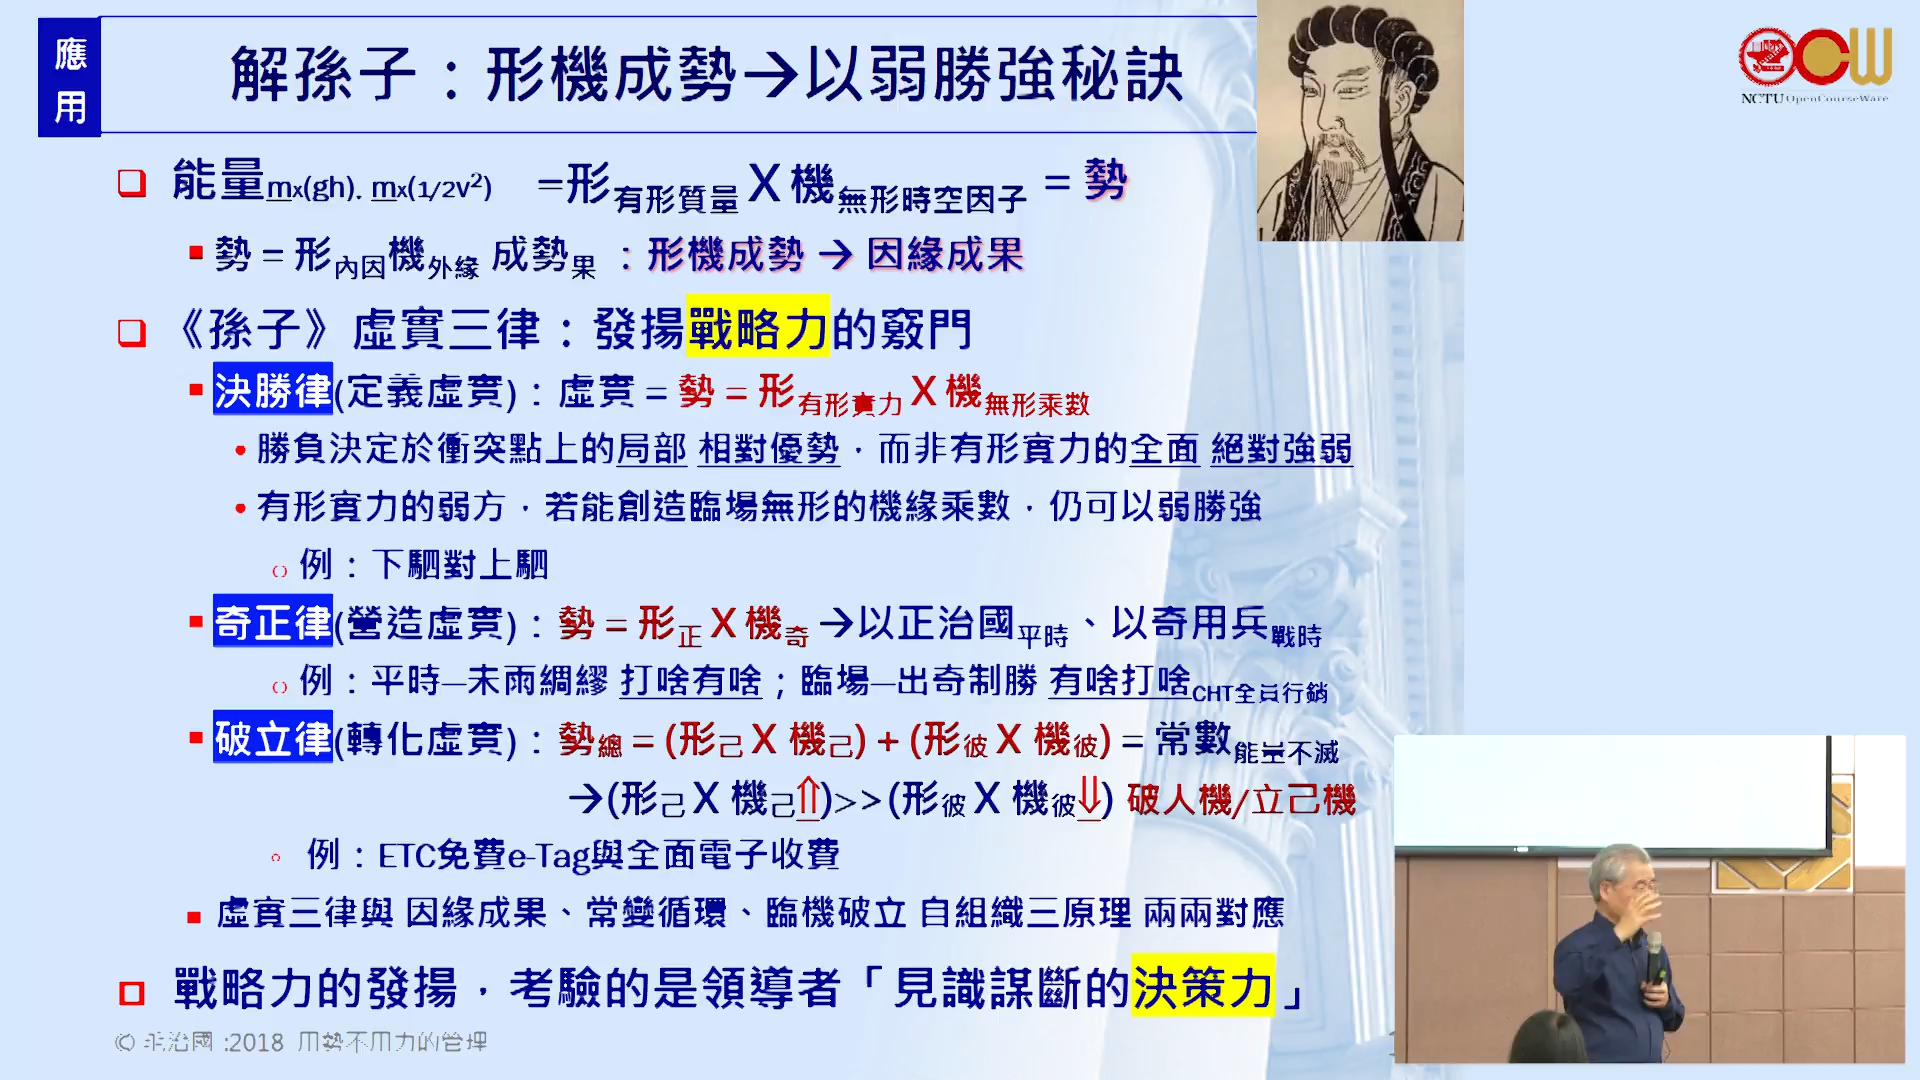 應用
解孫子：形機成勢→以弱勝強秘訣
NCTU OpenCourseWare
能量mx(gh). mx(1/2v²) =形有形質量 X 機無形時空因子 = 勢
勢 = 形內因機外緣 成勢果 ：形機成勢 → 因緣成果
《孫子》虛實三律：發揚戰略力的竅門
決勝律(定義虛實)：虛實 = 勢 = 形有形實力 X 機無形乘數
勝負決定於衝突點上的局部 相對優勢，而非有形實力的全面 絕對強弱
有形實力的弱方，若能創造臨場無形的機緣乘數，仍可以弱勝強
例：下駟對上駟
奇正律(營造虛實)：勢 = 形正 X 機奇 →以正治國平時、以奇用兵戰時
例：平時—未雨綢繆 打啥有啥；臨場—出奇制勝 有啥打啥CHT全員行銷
破立律(轉化虛實)：勢總 = (形己 X 機己) + (形彼 X 機彼) = 常數能量不滅
→(形己 X 機己⇑)>>(形彼 X 機彼⇓) 破人機/立己機
例：ETC免費e-Tag與全面電子收費
虛實三律與 因緣成果、常變循環、臨機破立 自組織三原理 兩兩對應
戰略力的發揚，考驗的是領導者「見識謀斷的決策力」
© 治國 :2018 用勢不用力的管理